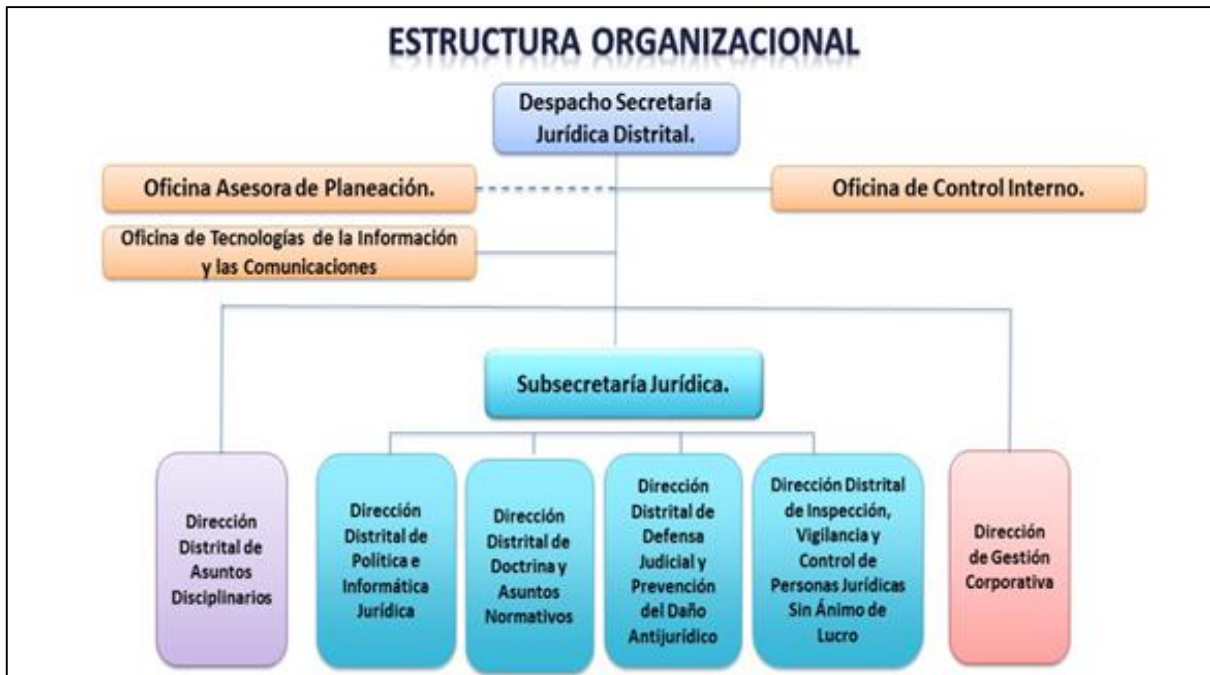 ESTRUCTURA ORGANIZACIONAL
Despacho Secretaría
Jurídica Distrital.
Oficina Asesora de Planeación.
Oficina de Control Interno.
Oficina de Tecnologías de la Información
y las Comunicaciones
Subsecretaría Jurídica.
Dirección
Distrital de
Asuntos
Disciplinarios
Dirección
Distrital de
Política e
Informática
Jurídica
Dirección
Distrital de
Doctrina y
Asuntos
Normativos
Dirección
Distrital de
Defensa
Judicial y
Prevención
del Daño
Antijurídico
Dirección Distrital
de Inspección,
Vigilancia y
Control de
Personas Jurídicas
Sin Ánimo de
Lucro
Dirección
de Gestión
Corporativa